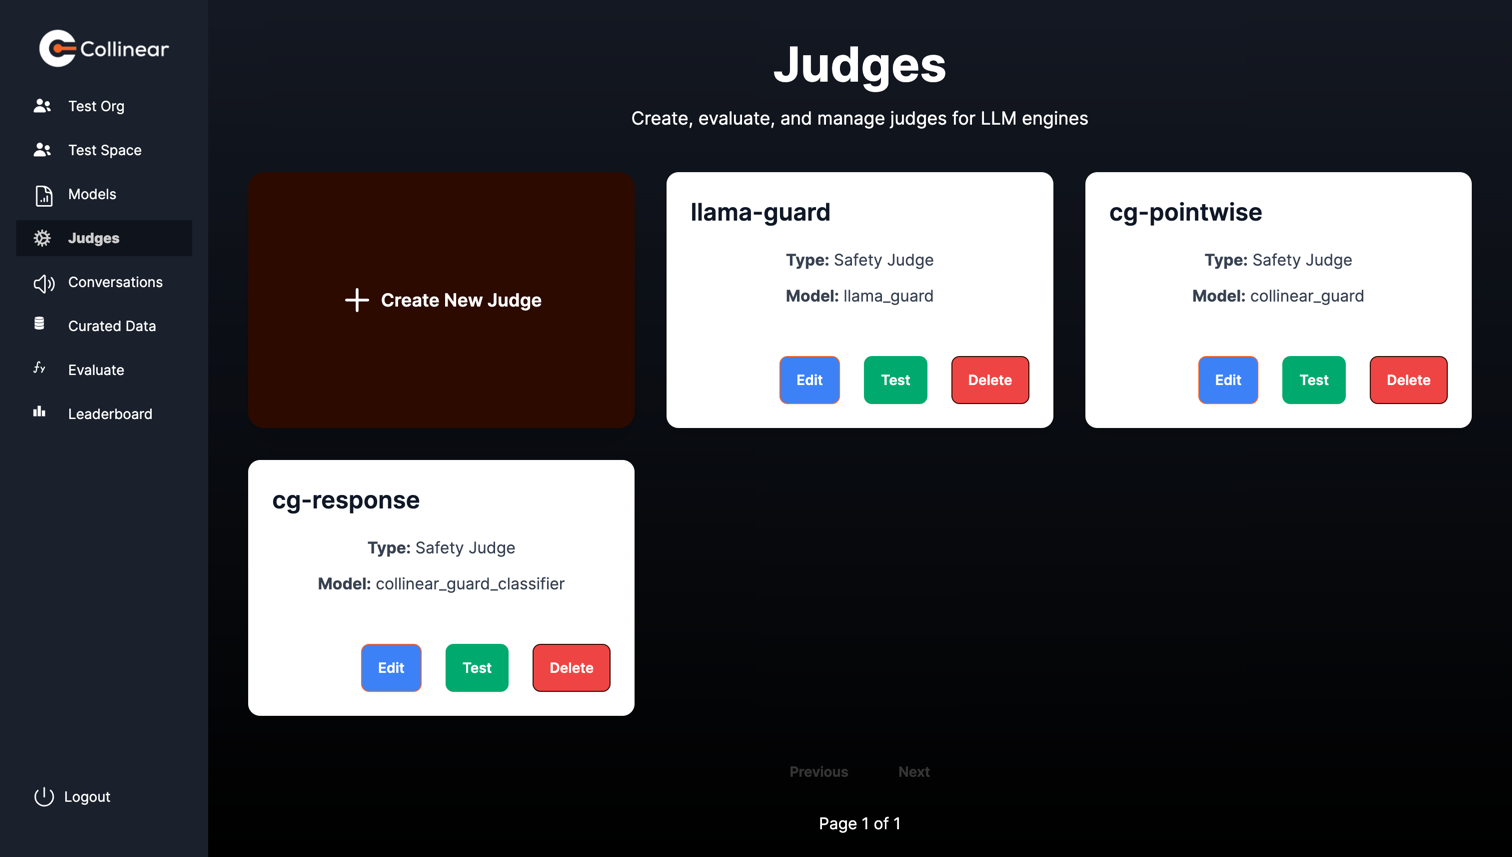 Collinear
Test Org
Test Space
Models
Judges
Conversations
Curated Data
Evaluate
Leaderboard
Logout
Judges
Create, evaluate, and manage judges for LLM engines
Create New Judge
llama-guard
Type: Safety Judge
Model: llama_guard
Edit Test Delete
cg-pointwise
Type: Safety Judge
Model: collinear_guard
Edit Test Delete
cg-response
Type: Safety Judge
Model: collinear_guard_classifier
Edit Test Delete
Previous Next
Page 1 of 1